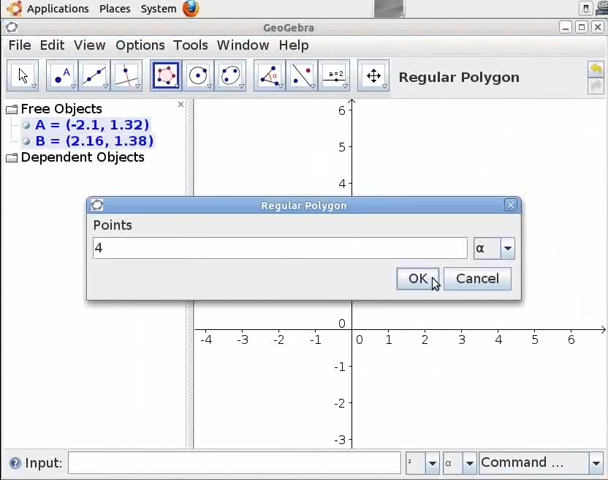 Applications Places System
GeoGebra
File Edit View Options Tools Window Help
A a=2 Regular Polygon
Free Objects
A = (-2.1, 1.32)
B = (2.16, 1.38)
Dependent Objects
6
5
4
Regular Polygon
Points
4 α
OK Cancel
0
-4 -3 -2 -1 0 1 2 3 4 5 6
-1
-2
-3
Input: ² α Command ...